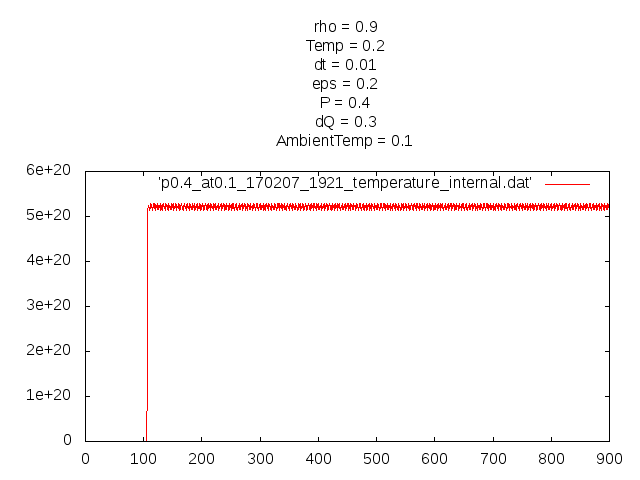 rho = 0.9
Temp = 0.2
dt = 0.01
eps = 0.2
P = 0.4
dQ = 0.3
AmbientTemp = 0.1
6e+20
'p0.4_at0.1_170207_1921_temperature_internal.dat'
5e+20
4e+20
3e+20
2e+20
1e+20
0
0 100 200 300 400 500 600 700 800 900